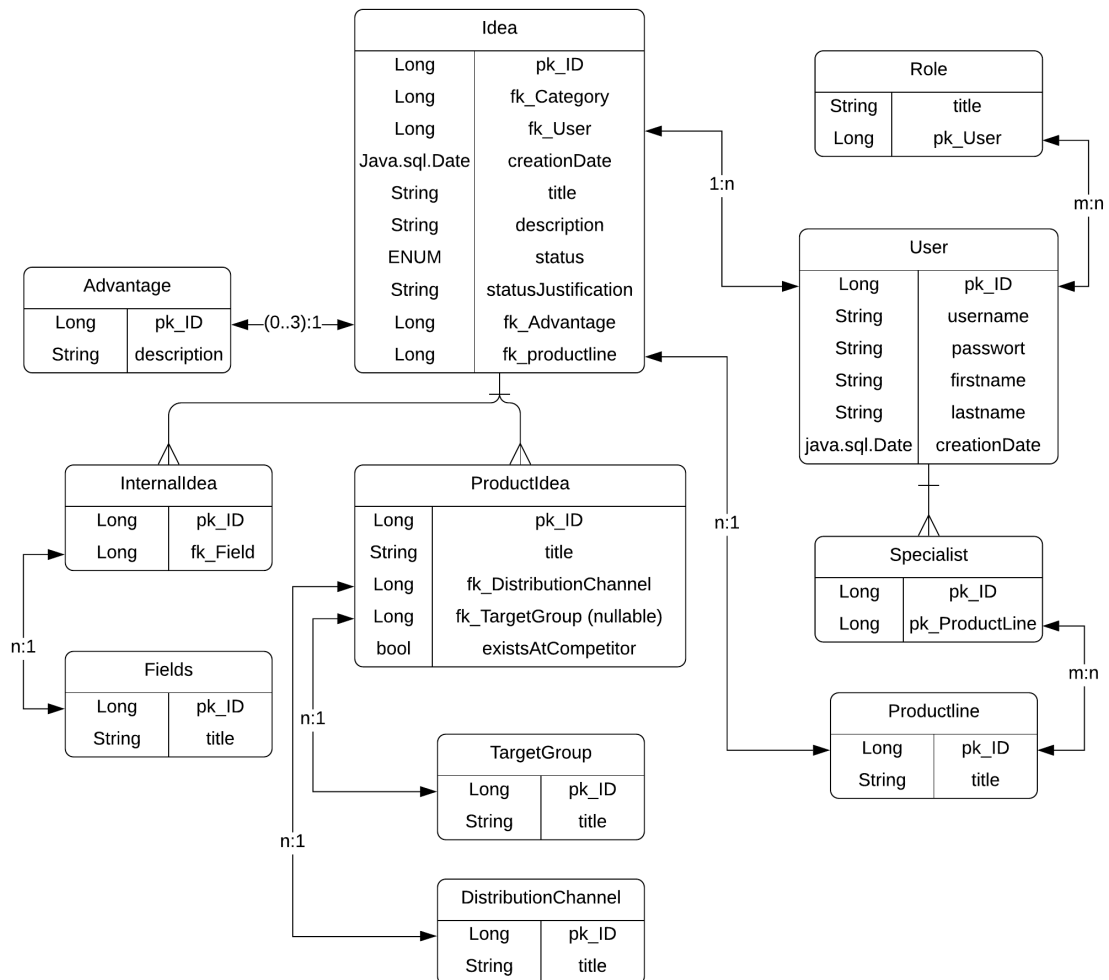 Idea
Long pk_ID
Long fk_Category
Long fk_User
Java.sql.Date creationDate
String title
String description
ENUM status
String statusJustification
Long fk_Advantage
Long fk_productline
Role
String title
Long pk_User
1:n
m:n
User
Long pk_ID
String username
String passwort
String firstname
String lastname
java.sql.Date creationDate
Advantage
Long pk_ID
String description
(0..3):1
InternalIdea
Long pk_ID
Long fk_Field
ProductIdea
Long pk_ID
String title
Long fk_DistributionChannel
Long fk_TargetGroup (nullable)
bool existsAtCompetitor
n:1
Specialist
Long pk_ID
Long pk_ProductLine
n:1
Fields
Long pk_ID
String title
m:n
Productline
Long pk_ID
String title
n:1
TargetGroup
Long pk_ID
String title
n:1
DistributionChannel
Long pk_ID
String title